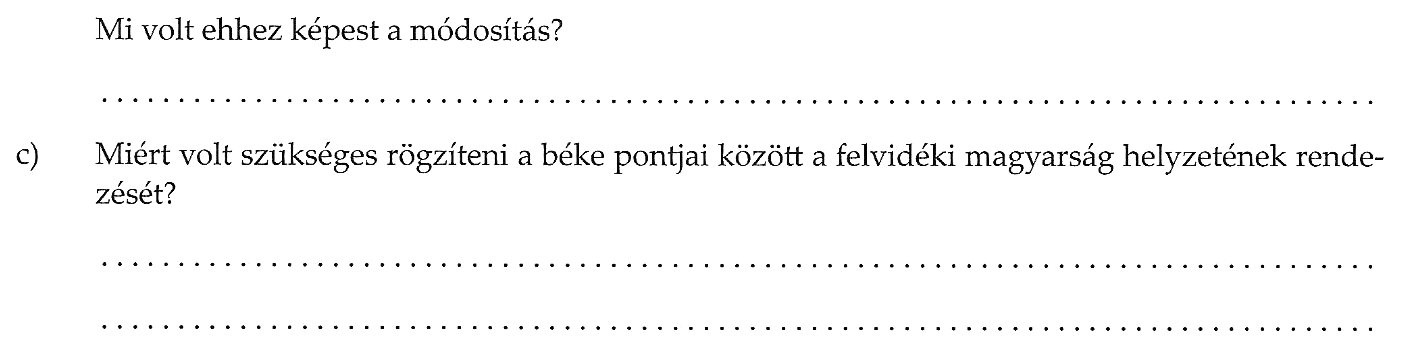 Mi volt ehhez képest a módosítás?
....................................................................................
c) Miért volt szükséges rögzíteni a béke pontjai között a felvidéki magyarság helyzetének rende-
zését?
....................................................................................
....................................................................................